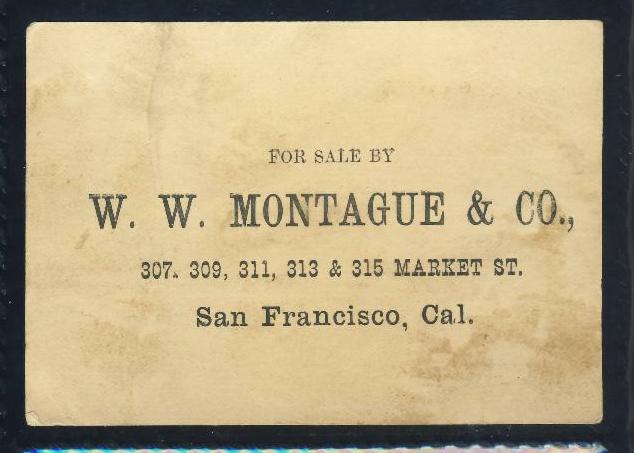 FOR SALE BY
W. W. MONTAGUE & CO.,
307. 309, 311, 313 & 315 MARKET ST.
San Francisco, Cal.